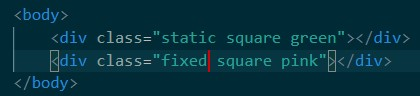 <body>
    <div class="static square green"></div>
    <div class="fixed square pink"></div>
</body>